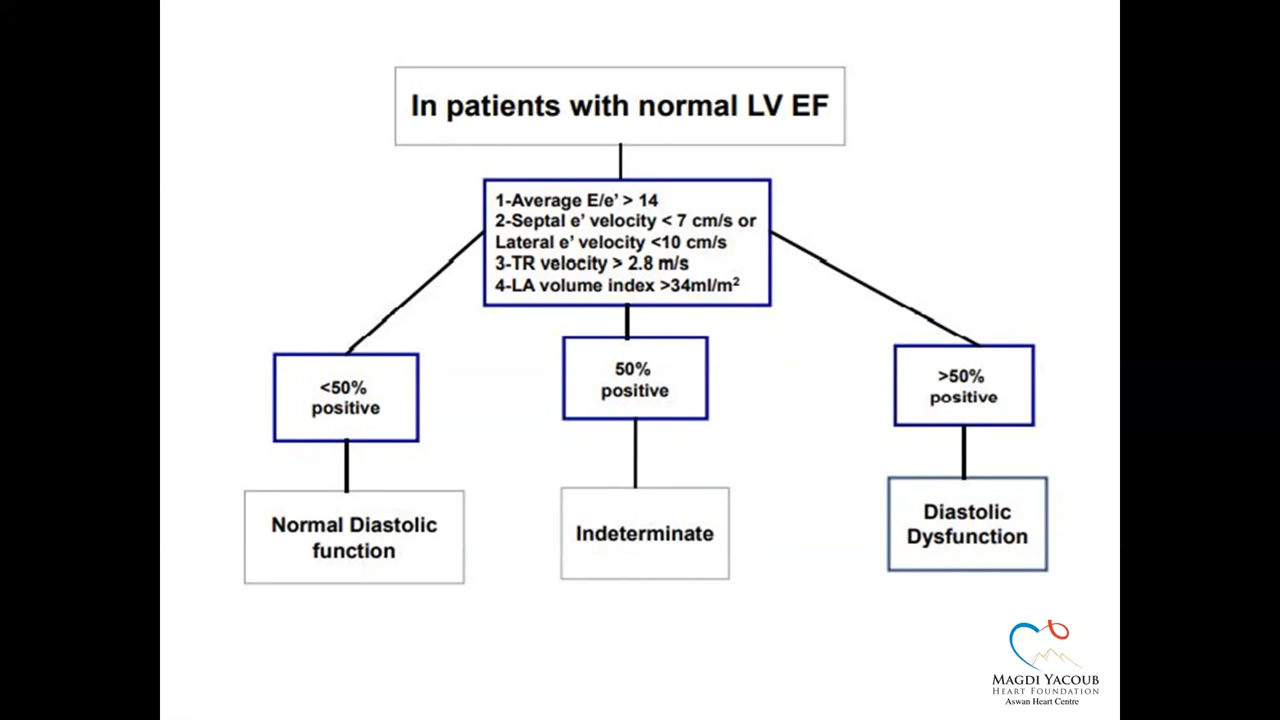 In patients with normal LV EF
1-Average E/e' > 14
2-Septal e' velocity < 7 cm/s or
Lateral e' velocity <10 cm/s
3-TR velocity > 2.8 m/s
4-LA volume index >34ml/m²
<50%
positive
50%
positive
>50%
positive
Normal Diastolic
function
Indeterminate
Diastolic
Dysfunction
MAGDI YACOUB
HEART FOUNDATION
Aswan Heart Centre